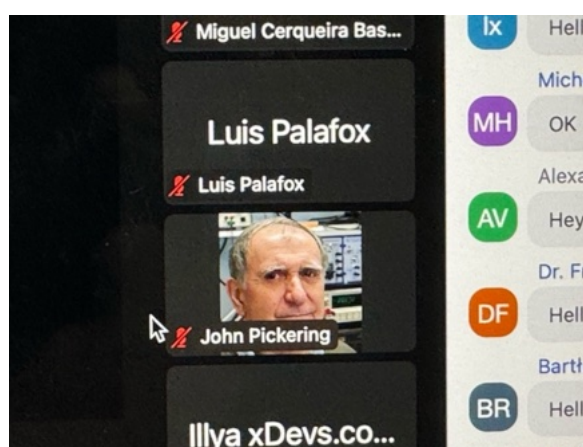 Miguel Cerqueira Bas...
Luis Palafox
Luis Palafox
John Pickering
Illya xDevs.co...
lx
Hell
Mich
MH
OK
Alexa
AV
Hey
Dr. Fr
DF
Hell
Bartł
BR
Hell